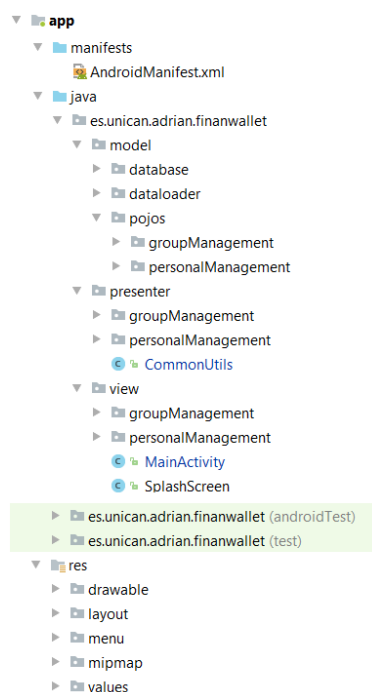 app
manifests
AndroidManifest.xml
java
es.unican.adrian.finanwallet
model
database
dataloader
pojos
groupManagement
personalManagement
presenter
groupManagement
personalManagement
CommonUtils
view
groupManagement
personalManagement
MainActivity
SplashScreen
es.unican.adrian.finanwallet (androidTest)
es.unican.adrian.finanwallet (test)
res
drawable
layout
menu
mipmap
values